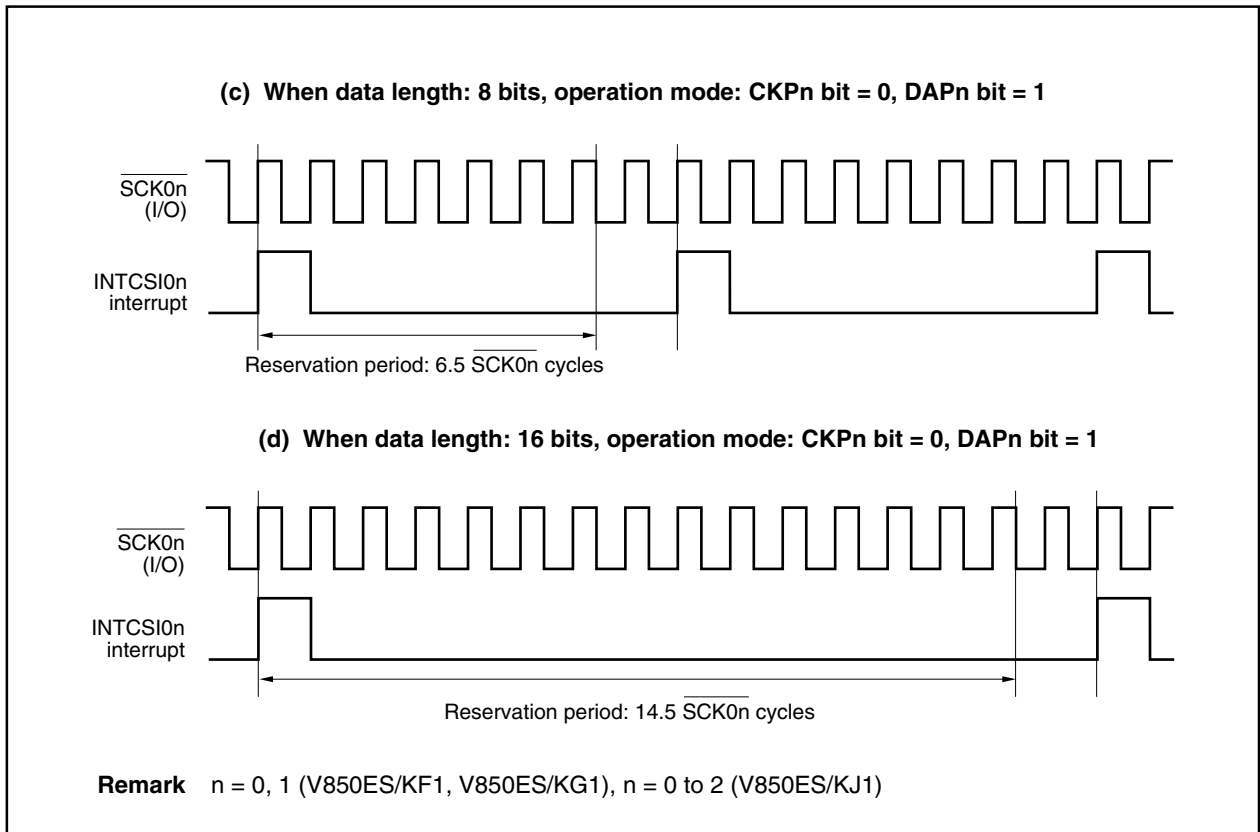 (c) When data length: 8 bits, operation mode: CKPn bit = 0, DAPn bit = 1
SCK0n
(I/O)
INTCSI0n
interrupt
Reservation period: 6.5 SCK0n cycles
(d) When data length: 16 bits, operation mode: CKPn bit = 0, DAPn bit = 1
SCK0n
(I/O)
INTCSI0n
interrupt
Reservation period: 14.5 SCK0n cycles
Remark n = 0, 1 (V850ES/KF1, V850ES/KG1), n = 0 to 2 (V850ES/KJ1)